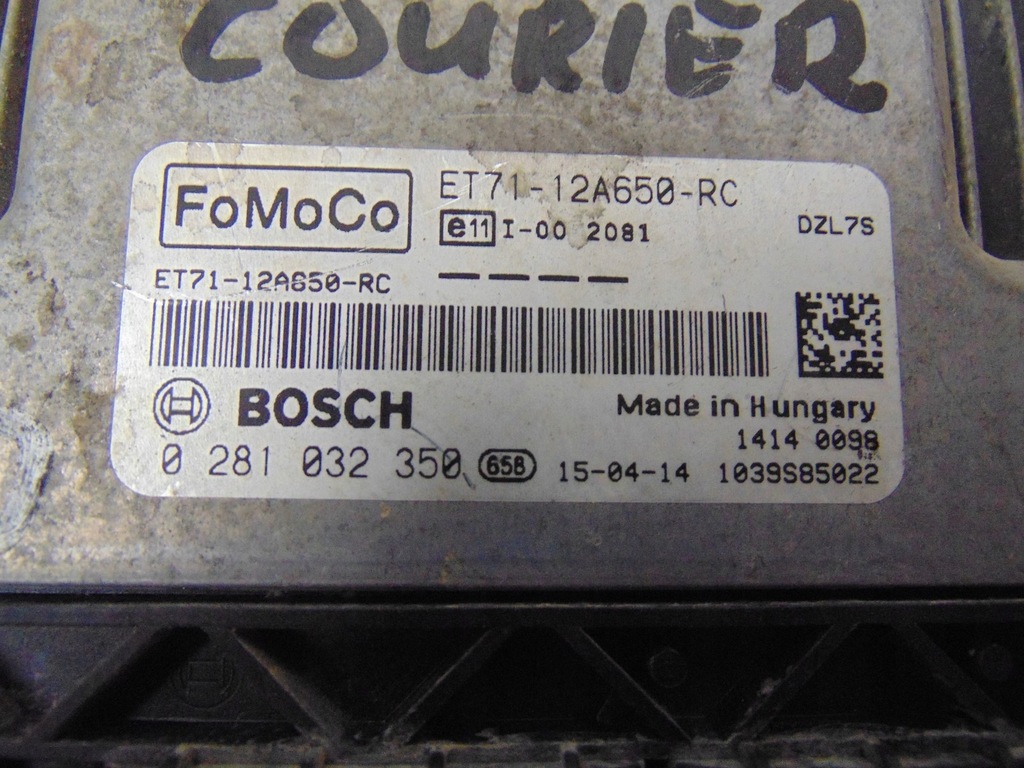 COURIER
FoMoCo
ET71-12A650-RC
e11 I-00 2081
DZL7S
ET71-12A650-RC
BOSCH
Made in Hungary
1414 0098
0 281 032 350 658 15-04-14 1039S85022